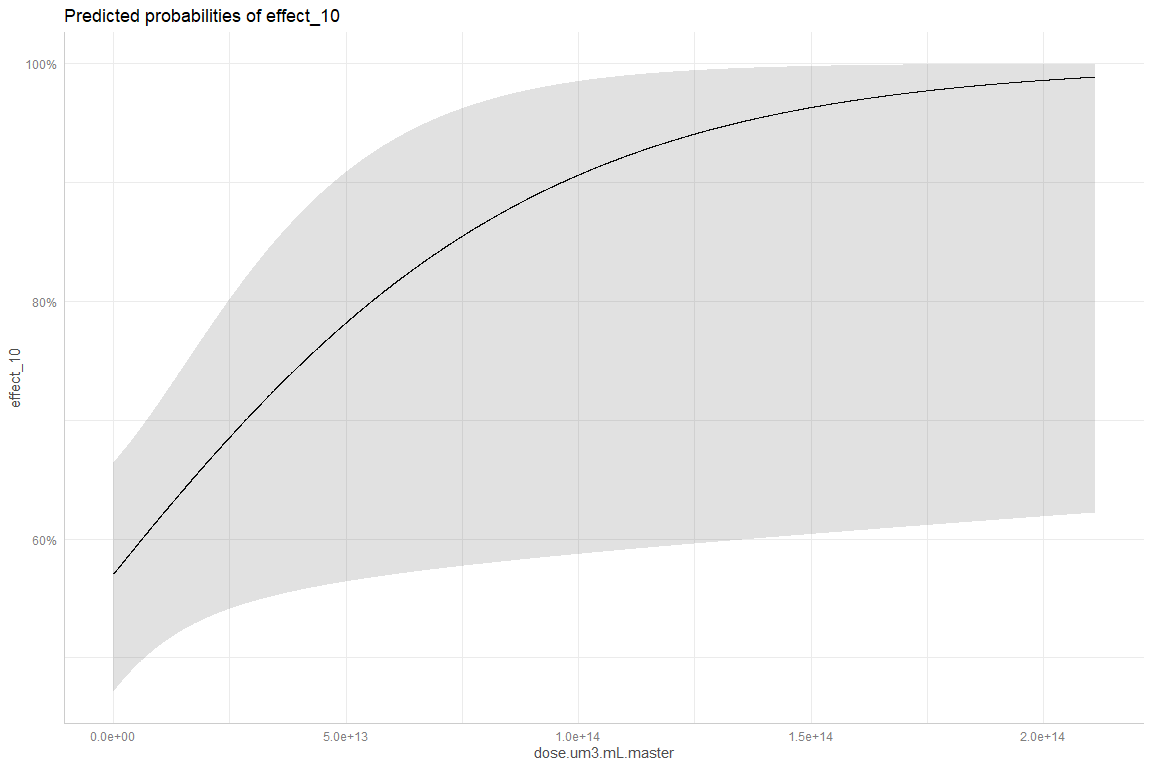 Predicted probabilities of effect_10
100%
80%
60%
effect_10
0.0e+00 5.0e+13 1.0e+14 1.5e+14 2.0e+14
dose.um3.mL.master